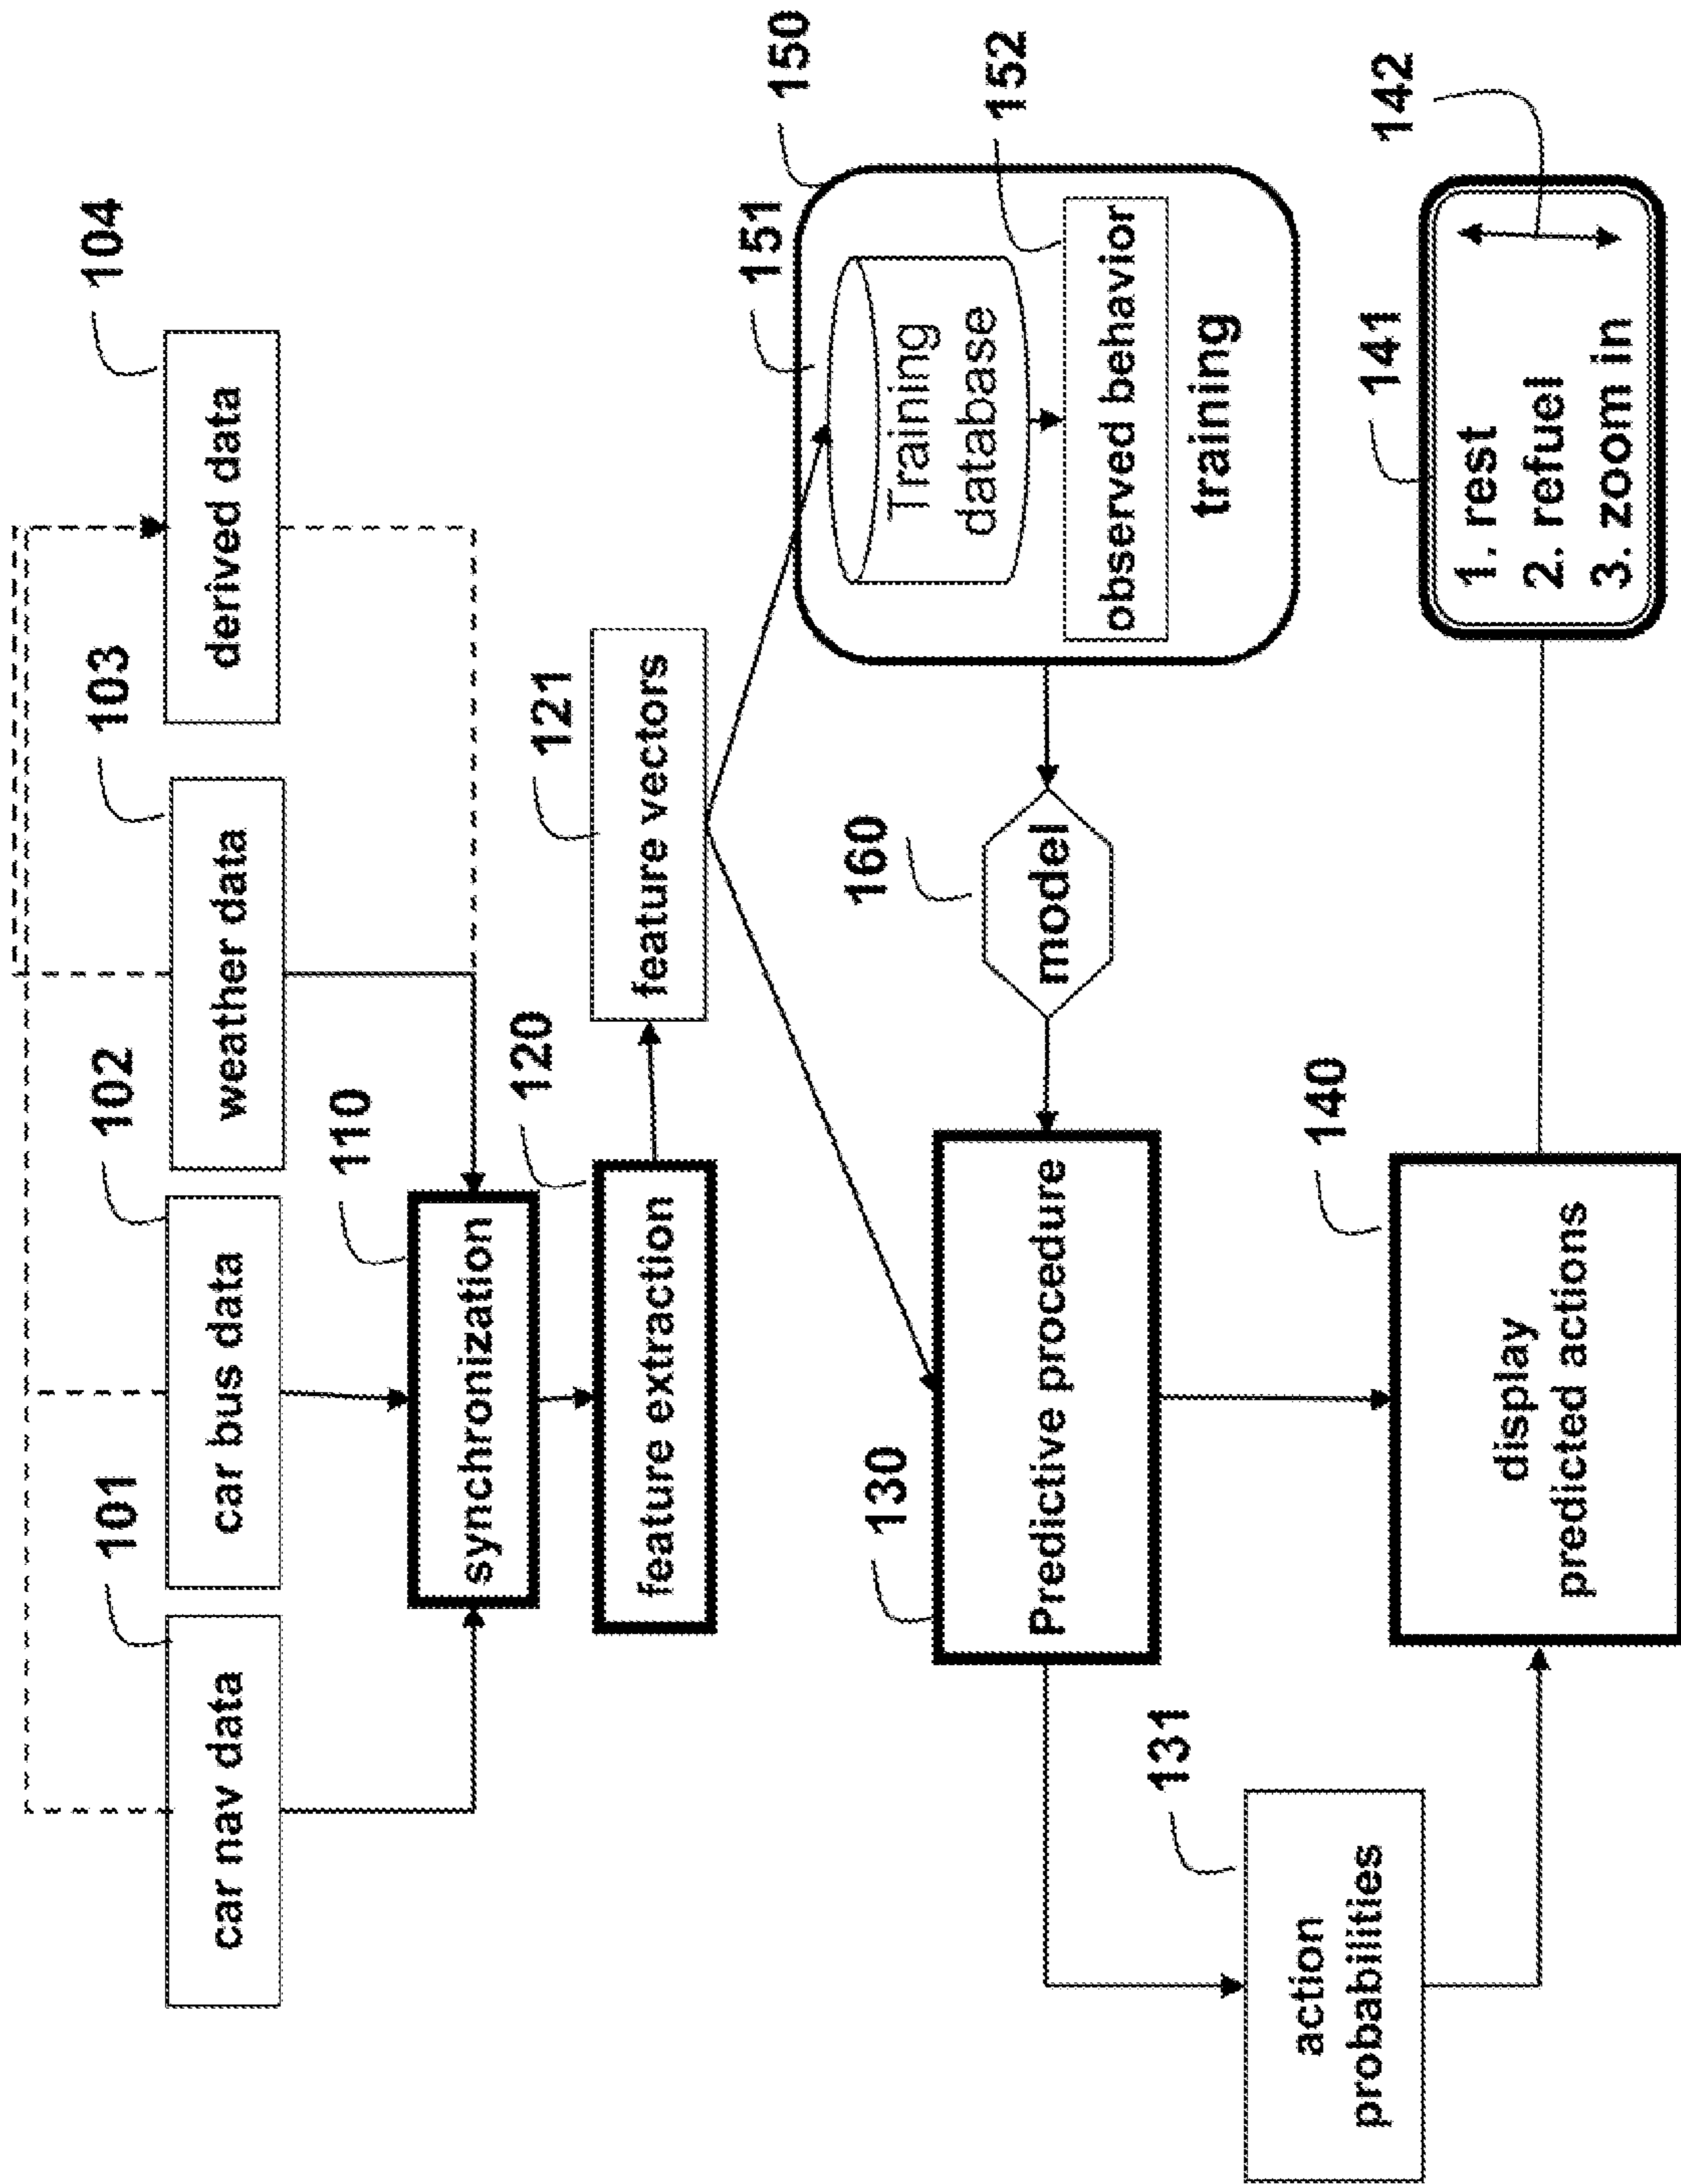 101
102
103
104
car nav data
car bus data
weather data
derived data
110
synchronization
120
feature extraction
121
feature vectors
130
Predictive procedure
160
model
150
151
Training
database
152
observed behavior
training
131
action
probabilities
140
display
predicted actions
141
1. rest
2. refuel
3. zoom in
142